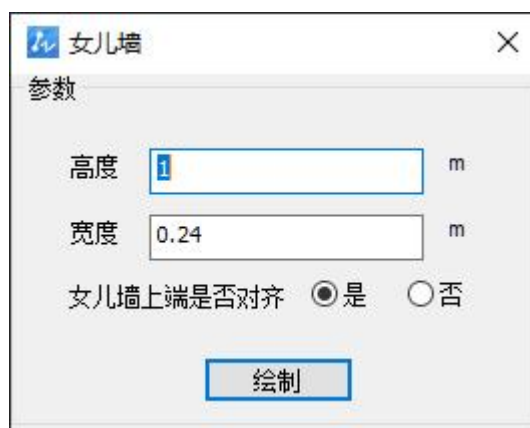 女儿墙
参数
高度 1 m
宽度 0.24 m
女儿墙上端是否对齐 是 否
绘制